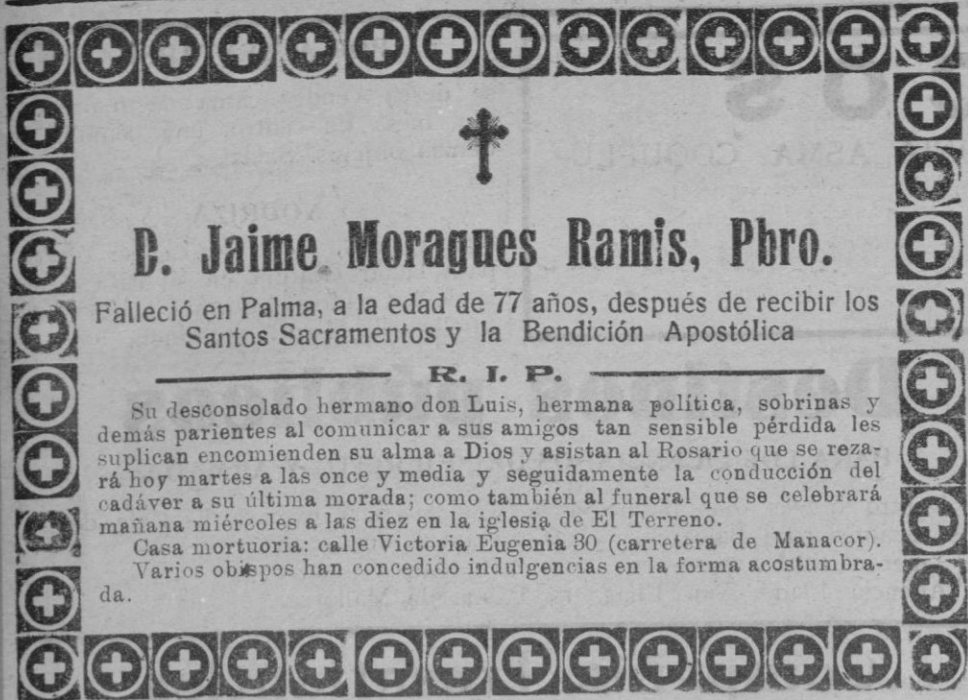 D. Jaime Moragues Ramis, Pbro.
Falleció en Palma, a la edad de 77 años, después de recibir los
Santos Sacramentos y la Bendición Apostólica
R. I. P.
Su desconsolado hermano don Luis, hermana política, sobrinas y
demás parientes al comunicar a sus amigos tan sensible pérdida les
suplican encomienden su alma a Dios y asistan al Rosario que se reza-
rá hoy martes a las once y media y seguidamente la conducción del
cadáver a su última morada; como también al funeral que se celebrará
mañana miércoles a las diez en la iglesia de El Terreno.
Casa mortuoria: calle Victoria Eugenia 30 (carretera de Manacor).
Varios obispos han concedido indulgencias en la forma acostumbra-
da.